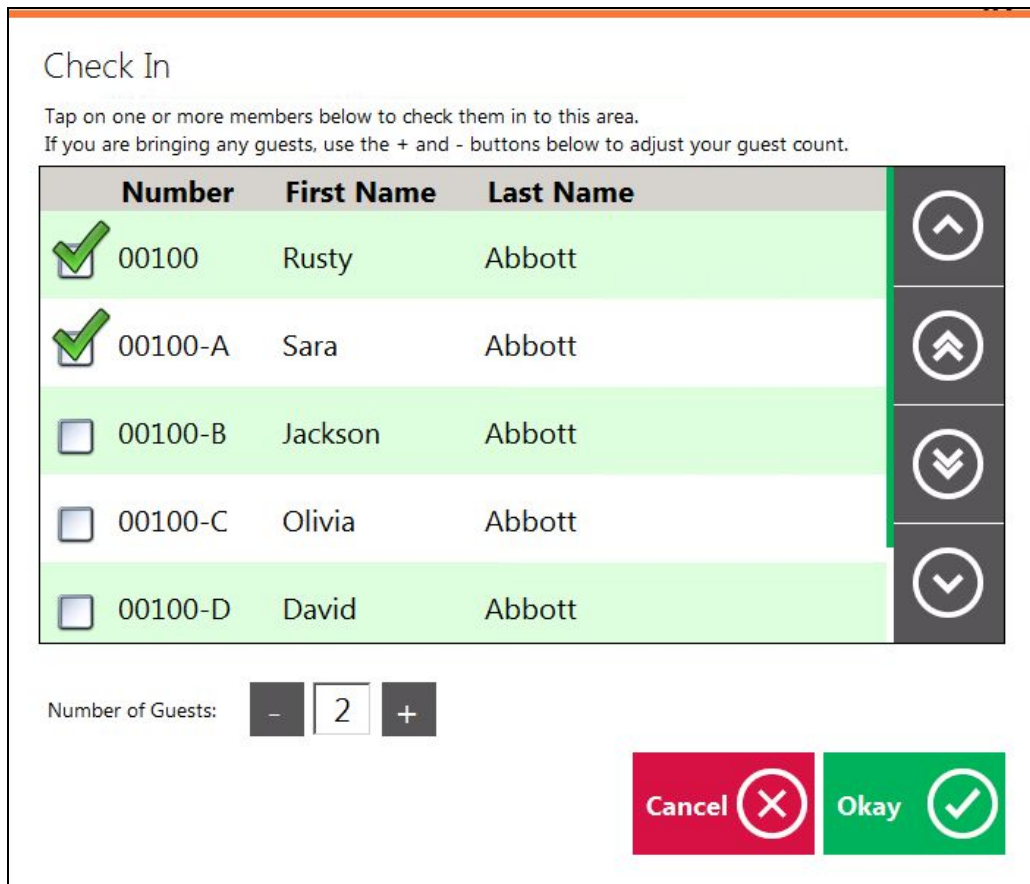 Check In
Tap on one or more members below to check them in to this area.
If you are bringing any guests, use the + and - buttons below to adjust your guest count.
Number First Name Last Name
00100 Rusty Abbott
00100-A Sara Abbott
00100-B Jackson Abbott
00100-C Olivia Abbott
00100-D David Abbott
Number of Guests: - 2 +
Cancel Okay